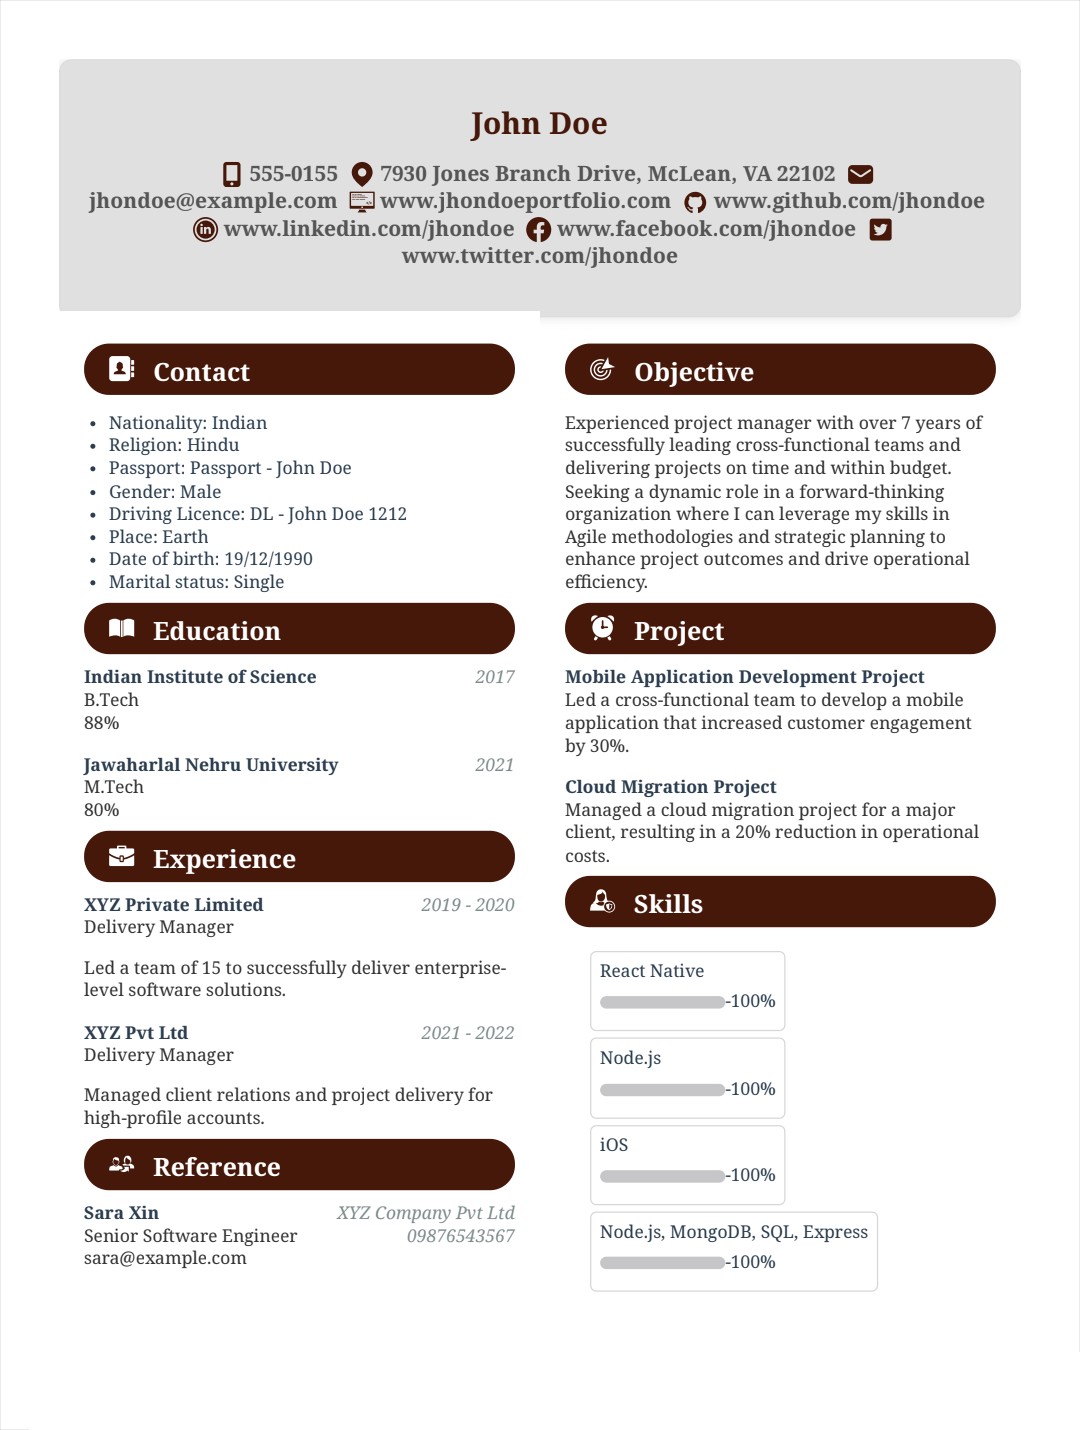 John Doe
555-0155 7930 Jones Branch Drive, McLean, VA 22102
jhondoe@example.com www.jhondoeportfolio.com www.github.com/jhondoe
www.linkedin.com/jhondoe www.facebook.com/jhondoe
www.twitter.com/jhondoe
Contact
• Nationality: Indian
• Religion: Hindu
• Passport: Passport - John Doe
• Gender: Male
• Driving Licence: DL - John Doe 1212
• Place: Earth
• Date of birth: 19/12/1990
• Marital status: Single
Education
Indian Institute of Science 2017
B.Tech
88%
Jawaharlal Nehru University 2021
M.Tech
80%
Experience
XYZ Private Limited 2019 - 2020
Delivery Manager
Led a team of 15 to successfully deliver enterprise-
level software solutions.
XYZ Pvt Ltd 2021 - 2022
Delivery Manager
Managed client relations and project delivery for
high-profile accounts.
Reference
Sara Xin XYZ Company Pvt Ltd
Senior Software Engineer 09876543567
sara@example.com
Objective
Experienced project manager with over 7 years of
successfully leading cross-functional teams and
delivering projects on time and within budget.
Seeking a dynamic role in a forward-thinking
organization where I can leverage my skills in
Agile methodologies and strategic planning to
enhance project outcomes and drive operational
efficiency.
Project
Mobile Application Development Project
Led a cross-functional team to develop a mobile
application that increased customer engagement
by 30%.
Cloud Migration Project
Managed a cloud migration project for a major
client, resulting in a 20% reduction in operational
costs.
Skills
React Native
-100%
Node.js
-100%
iOS
-100%
Node.js, MongoDB, SQL, Express
-100%